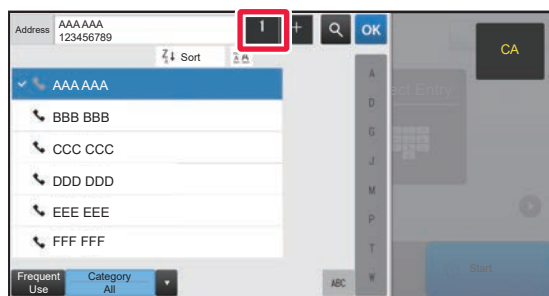 Address
AAA AAA
123456789
1
+
OK
CA
Sort
AAA AAA
BBB BBB
CCC CCC
DDD DDD
EEE EEE
FFF FFF
A
D
G
J
M
P
T
W
Entry
Start
Frequent
Use
Category
All
ABC